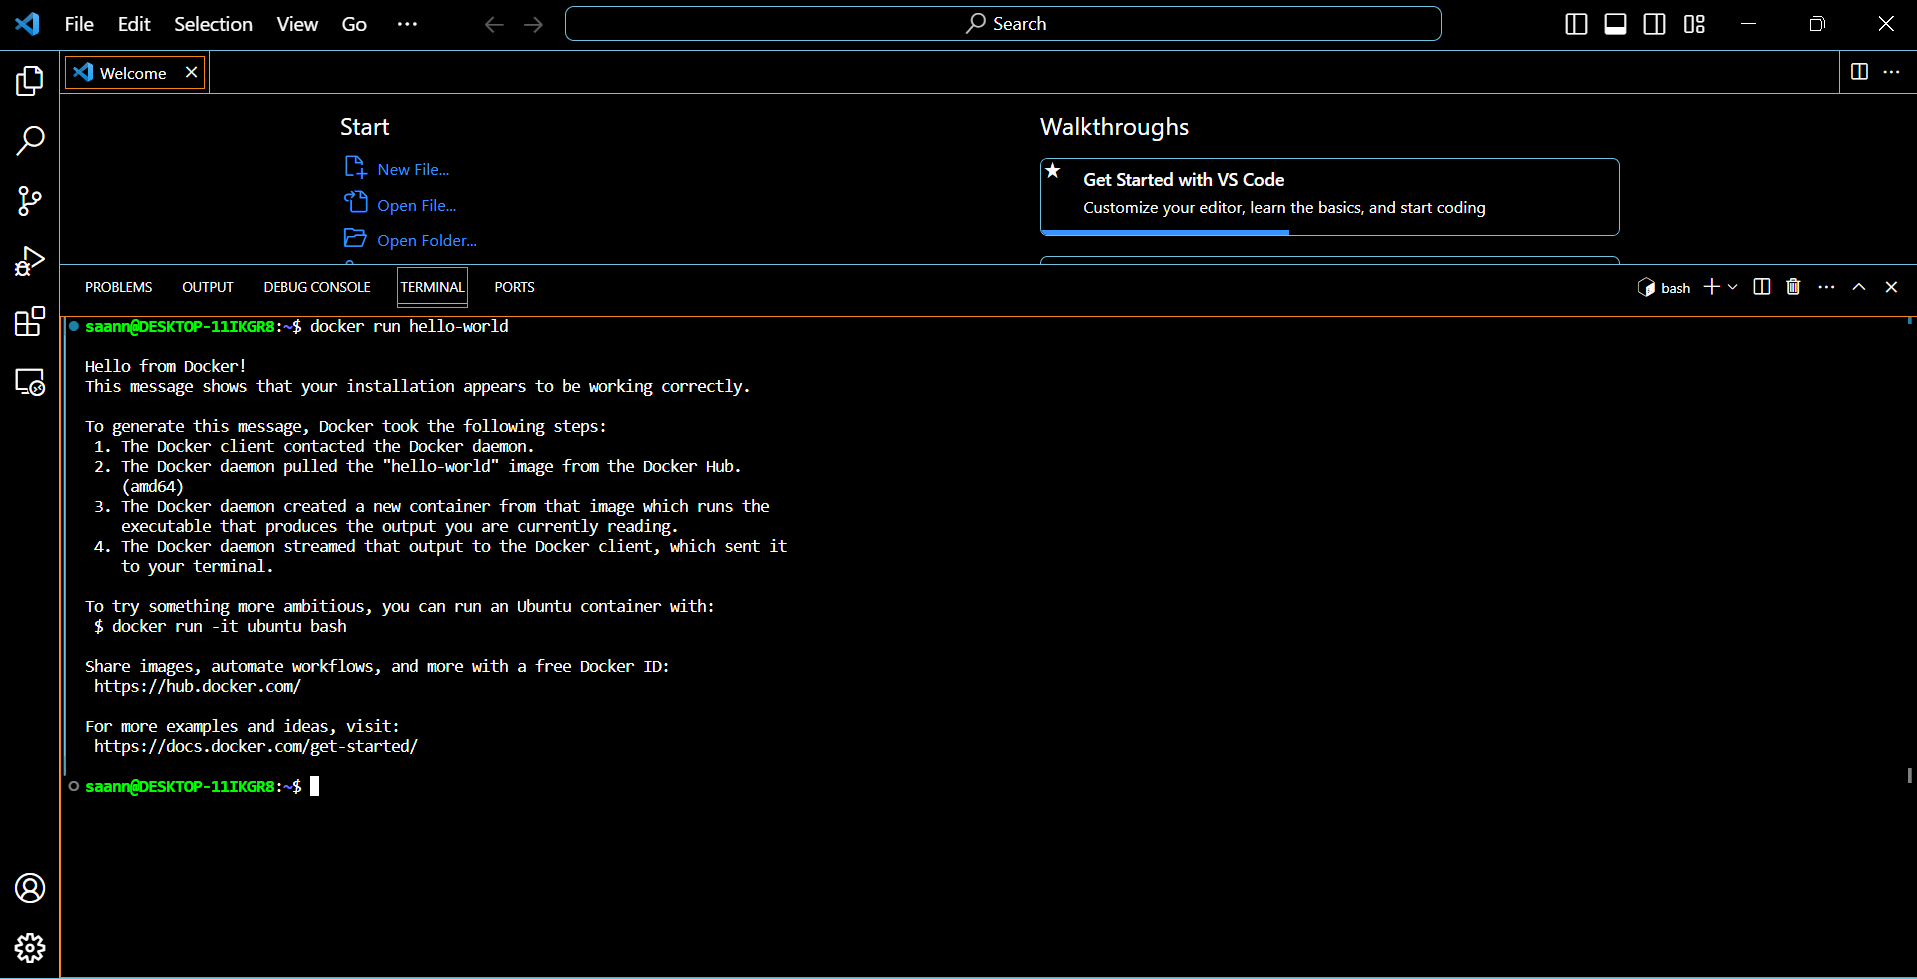 File Edit Selection View Go ··· Search
Welcome
Start
New File...
Open File...
Open Folder...
Walkthroughs
Get Started with VS Code
Customize your editor, learn the basics, and start coding
PROBLEMS OUTPUT DEBUG CONSOLE TERMINAL PORTS bash
saann@DESKTOP-11IKGR8:~$ docker run hello-world
Hello from Docker!
This message shows that your installation appears to be working correctly.
To generate this message, Docker took the following steps:
1. The Docker client contacted the Docker daemon.
2. The Docker daemon pulled the "hello-world" image from the Docker Hub.
(amd64)
3. The Docker daemon created a new container from that image which runs the
executable that produces the output you are currently reading.
4. The Docker daemon streamed that output to the Docker client, which sent it
to your terminal.
To try something more ambitious, you can run an Ubuntu container with:
$ docker run -it ubuntu bash
Share images, automate workflows, and more with a free Docker ID:
https://hub.docker.com/
For more examples and ideas, visit:
https://docs.docker.com/get-started/
saann@DESKTOP-11IKGR8:~$